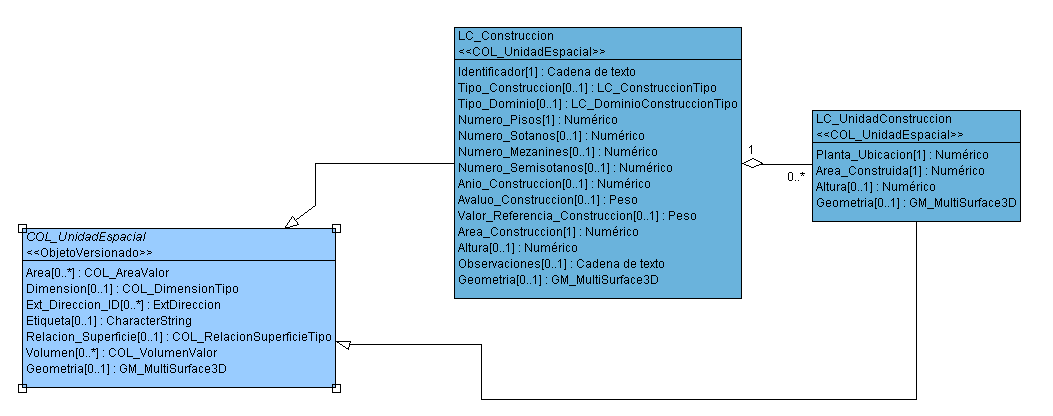 LC_Construccion
<<COL_UnidadEspacial>>
Identificador[1] : Cadena de texto
Tipo_Construccion[0..1] : LC_ConstruccionTipo
Tipo_Dominio[0..1] : LC_DominioConstruccionTipo
Numero_Pisos[1] : Numérico
Numero_Sotanos[0..1] : Numérico
Numero_Mezanines[0..1] : Numérico
Numero_Semisotanos[0..1] : Numérico
Anio_Construccion[0..1] : Numérico
Avaluo_Construccion[0..1] : Peso
Valor_Referencia_Construccion[0..1] : Peso
Area_Construccion[1] : Numérico
Altura[0..1] : Numérico
Observaciones[0..1] : Cadena de texto
Geometria[0..1] : GM_MultiSurface3D
1
0..*
LC_UnidadConstruccion
<<COL_UnidadEspacial>>
Planta_Ubicacion[1] : Numérico
Area_Construida[1] : Numérico
Altura[0..1] : Numérico
Geometria[0..1] : GM_MultiSurface3D
COL_UnidadEspacial
<<ObjetoVersionado>>
Area[0..*] : COL_AreaValor
Dimension[0..1] : COL_DimensionTipo
Ext_Direccion_ID[0..*] : ExtDireccion
Etiqueta[0..1] : CharacterString
Relacion_Superficie[0..1] : COL_RelacionSuperficieTipo
Volumen[0..*] : COL_VolumenValor
Geometria[0..1] : GM_MultiSurface3D